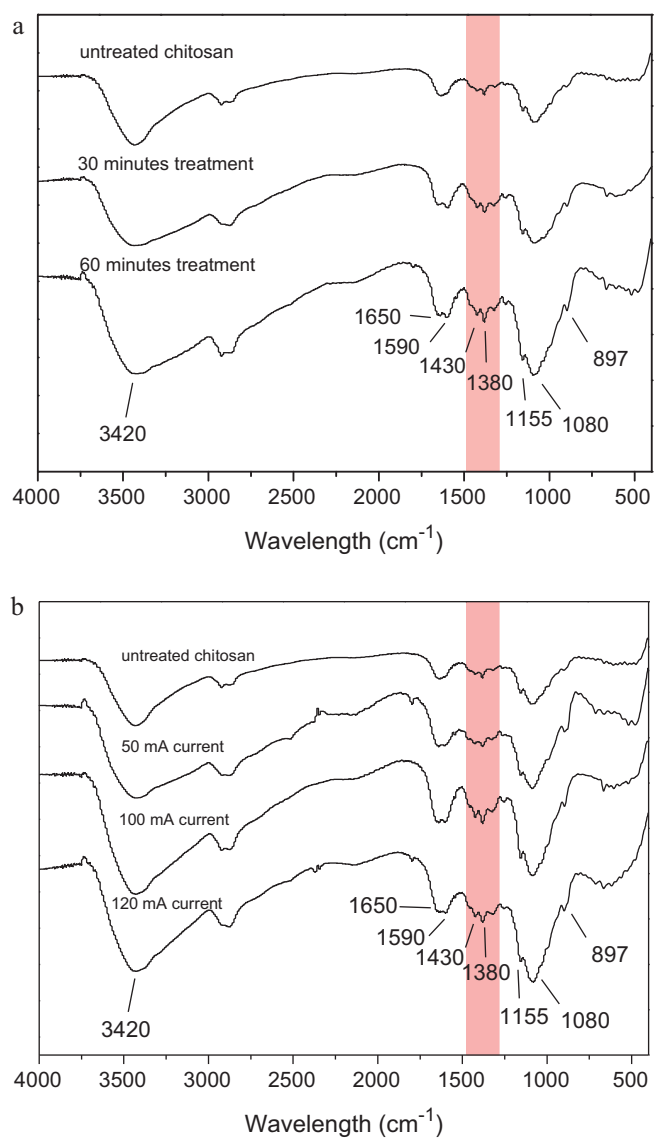 a
untreated chitosan
30 minutes treatment
60 minutes treatment
1650
1590
1430
1380
897
1155
1080
3420
4000 3500 3000 2500 2000 1500 1000 500
Wavelength (cm⁻¹)
b
untreated chitosan
50 mA current
100 mA current
120 mA current
1650
1590
1430
1380
897
1155
1080
3420
4000 3500 3000 2500 2000 1500 1000 500
Wavelength (cm⁻¹)